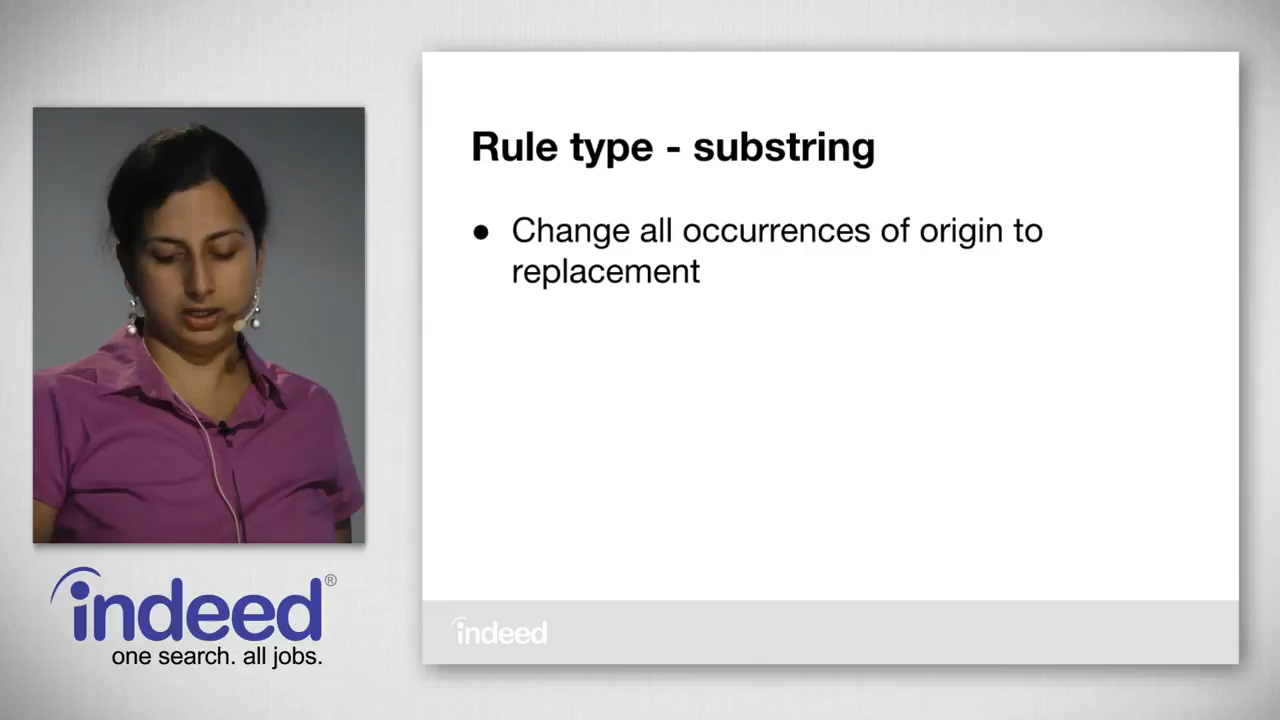 Rule type - substring
● Change all occurrences of origin to
replacement
indeed
indeed®
one search. all jobs.